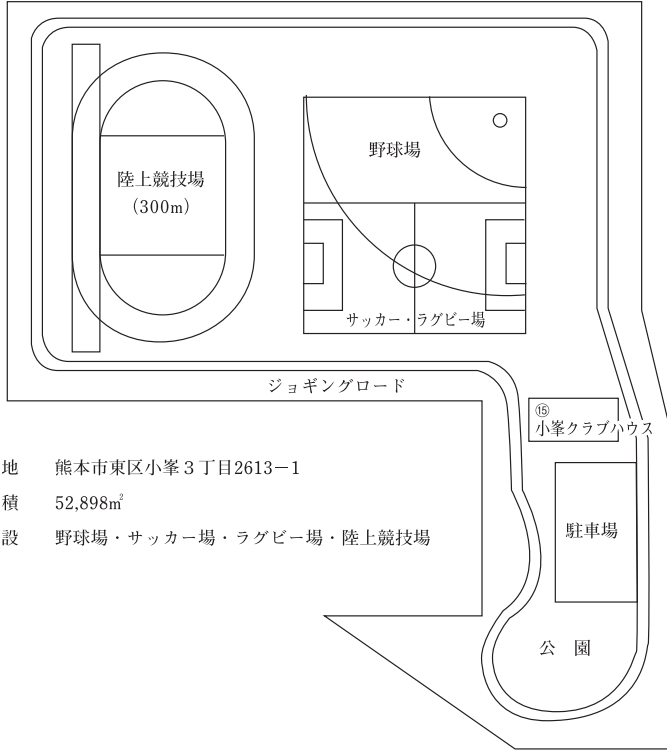 野球場
陸上競技場
(300m)
サッカー・ラグビー場
ジョギングロード
⑮
小峯クラブハウス
地　熊本市東区小峯３丁目2613－1
積　52,898㎡
設　野球場・サッカー場・ラグビー場・陸上競技場
駐車場
公　園